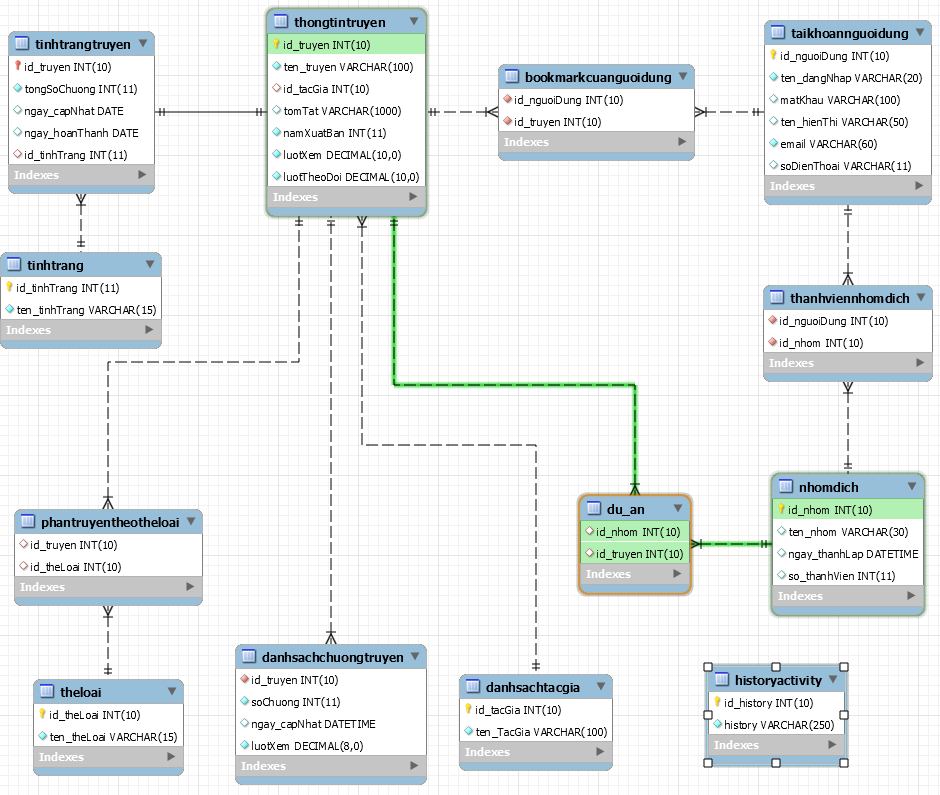 tinhtrangtruyen
id_truyen INT(10)
tongSoChuong INT(11)
ngay_capNhat DATE
ngay_hoanThanh DATE
id_tinhTrang INT(11)
Indexes
thongtintruyen
id_truyen INT(10)
ten_truyen VARCHAR(100)
id_tacGia INT(10)
tomTat VARCHAR(1000)
namXuatBan INT(11)
luotXem DECIMAL(10,0)
luotTheoDoi DECIMAL(10,0)
Indexes
bookmarkcuanguoidung
id_nguoiDung INT(10)
id_truyen INT(10)
Indexes
taikhoannguoidung
id_nguoiDung INT(10)
ten_dangNhap VARCHAR(20)
matKhau VARCHAR(100)
ten_hienThi VARCHAR(50)
email VARCHAR(60)
soDienThoai VARCHAR(11)
Indexes
tinhtrang
id_tinhTrang INT(11)
ten_tinhTrang VARCHAR(15)
Indexes
thanhviennhomdich
id_nguoiDung INT(10)
id_nhom INT(10)
Indexes
phantruyentheotheloai
id_truyen INT(10)
id_theLoai INT(10)
Indexes
du_an
id_nhom INT(10)
id_truyen INT(10)
Indexes
nhomdich
id_nhom INT(10)
ten_nhom VARCHAR(30)
ngay_thanhLap DATETIME
so_thanhVien INT(11)
Indexes
theloai
id_theLoai INT(10)
ten_theLoai VARCHAR(15)
Indexes
danhsachchuongtruyen
id_truyen INT(10)
soChuong INT(11)
ngay_capNhat DATETIME
luotXem DECIMAL(8,0)
Indexes
danhsachtacgia
id_tacGia INT(10)
ten_TacGia VARCHAR(100)
Indexes
historyactivity
id_history INT(10)
history VARCHAR(250)
Indexes